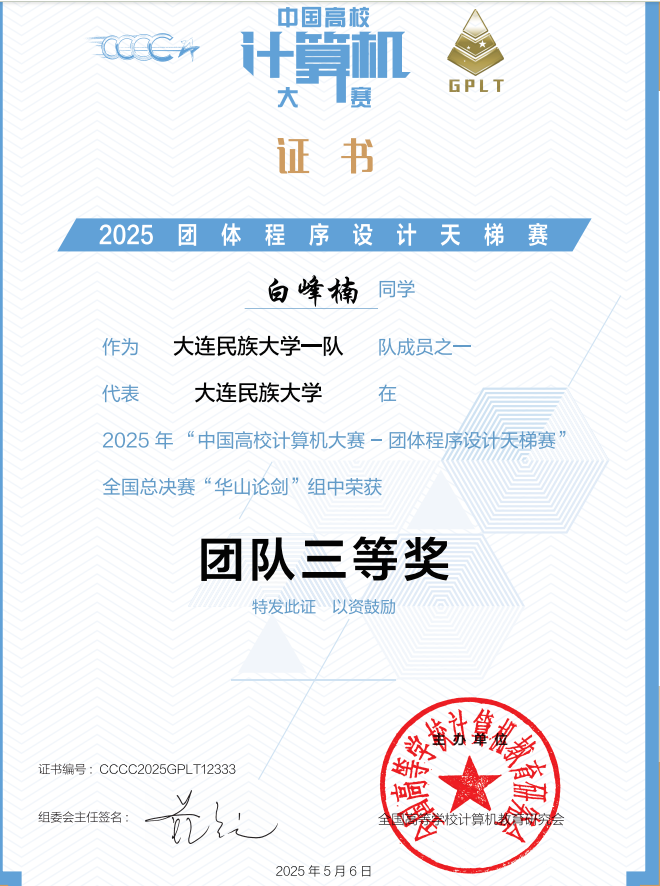 CCCC
中国高校
计算机
大赛
GPLT
证书
2025 团体程序设计天梯赛
白峰楠 同学
作为 大连民族大学一队 队成员之一
代表 大连民族大学 在
2025 年“中国高校计算机大赛-团体程序设计天梯赛”
全国总决赛“华山论剑”组中荣获
团队三等奖
特发此证 以资鼓励
主办单位
全国高等学校计算机教育研究会
证书编号：CCCC2025GPLT12333
组委会主任签名：
全国高等学校计算机教育研究会
2025 年 5 月 6 日